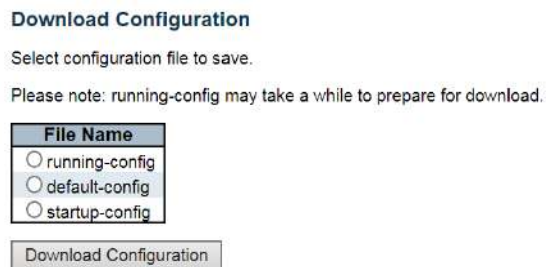 Download Configuration
Select configuration file to save.
Please note: running-config may take a while to prepare for download.
File Name
running-config
default-config
startup-config
Download Configuration